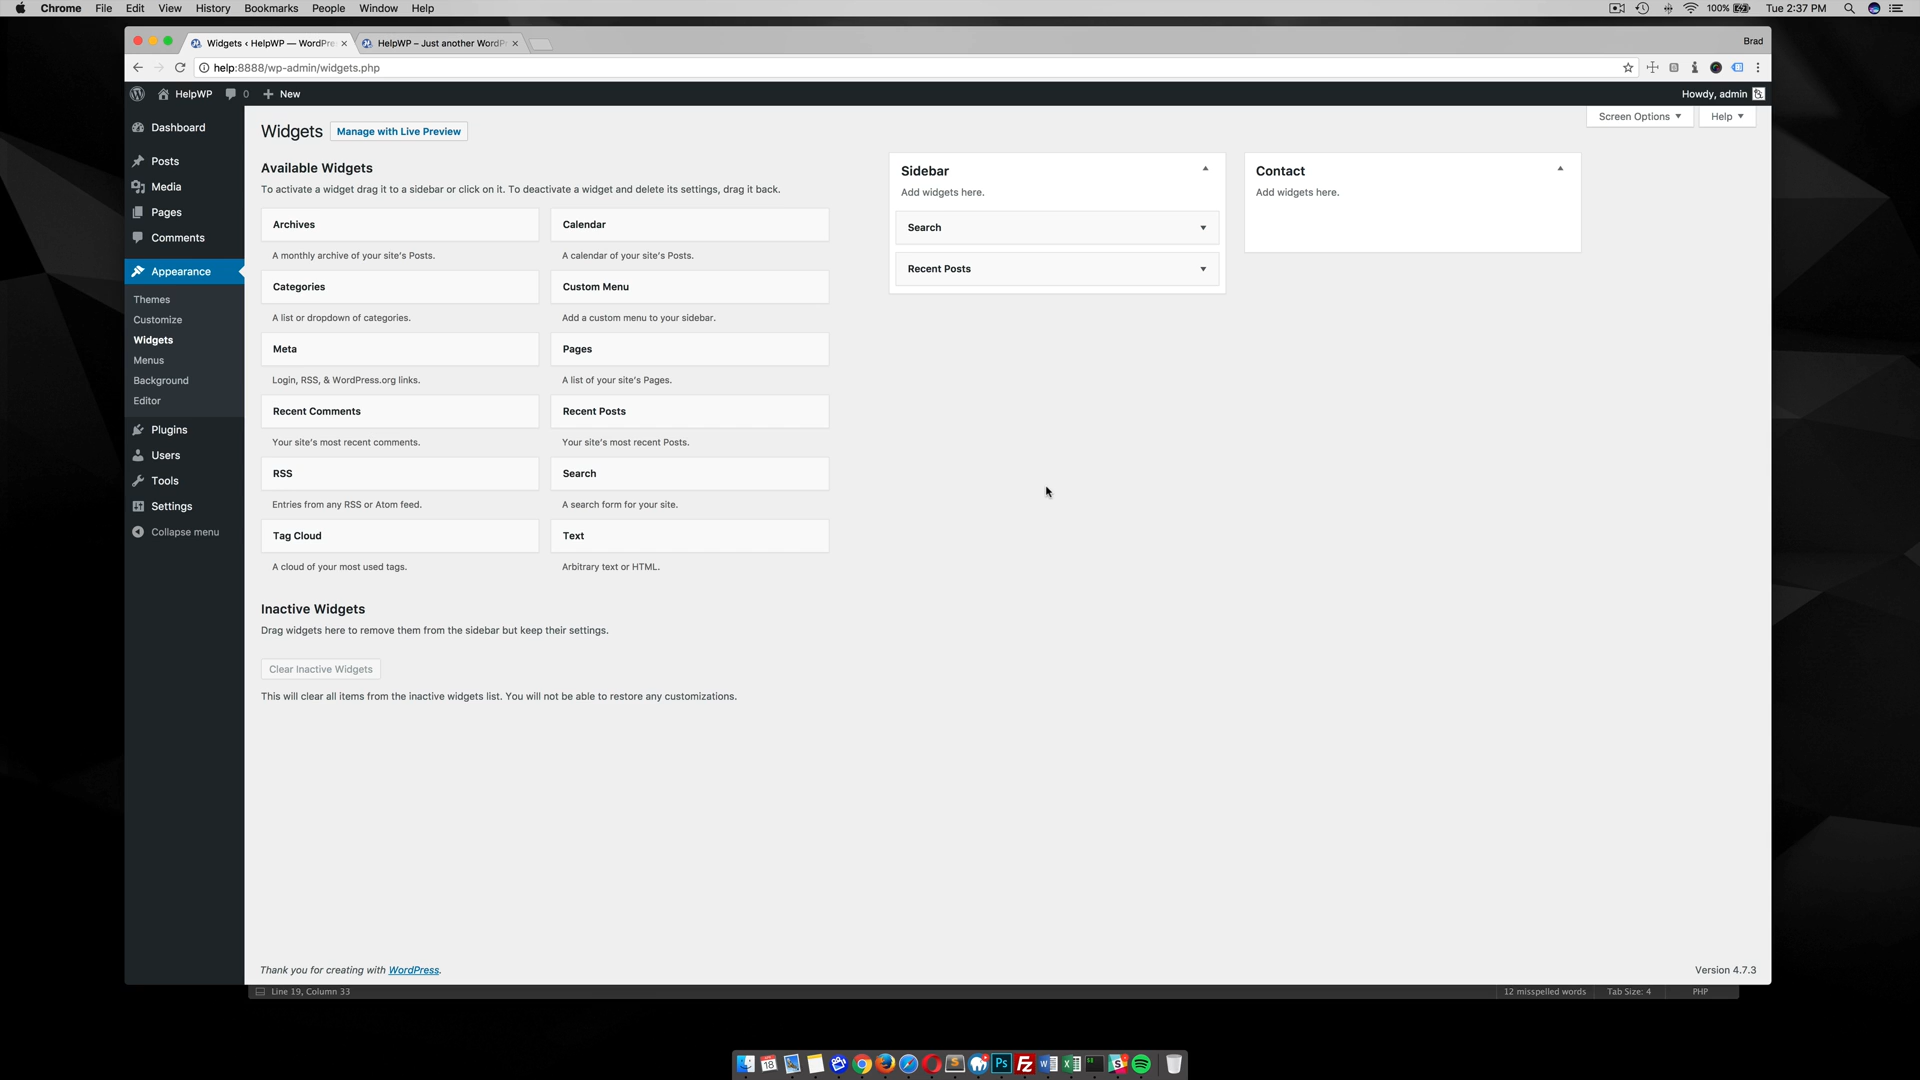 Chrome File Edit View History Bookmarks People Window Help
100% Tue 2:37 PM
Widgets ‹ HelpWP — WordPre
HelpWP – Just another WordP
Brad
help:8888/wp-admin/widgets.php
HelpWP 0 New
Howdy, admin
Dashboard
Posts
Media
Pages
Comments
Appearance
Themes
Customize
Widgets
Menus
Background
Editor
Plugins
Users
Tools
Settings
Collapse menu
Screen Options Help
Widgets Manage with Live Preview
Available Widgets
To activate a widget drag it to a sidebar or click on it. To deactivate a widget and delete its settings, drag it back.
Archives
A monthly archive of your site's Posts.
Calendar
A calendar of your site's Posts.
Categories
A list or dropdown of categories.
Custom Menu
Add a custom menu to your sidebar.
Meta
Login, RSS, & WordPress.org links.
Pages
A list of your site's Pages.
Recent Comments
Your site's most recent comments.
Recent Posts
Your site's most recent Posts.
RSS
Entries from any RSS or Atom feed.
Search
A search form for your site.
Tag Cloud
A cloud of your most used tags.
Text
Arbitrary text or HTML.
Inactive Widgets
Drag widgets here to remove them from the sidebar but keep their settings.
Clear Inactive Widgets
This will clear all items from the inactive widgets list. You will not be able to restore any customizations.
Sidebar
Add widgets here.
Search
Recent Posts
Contact
Add widgets here.
Thank you for creating with WordPress.
Version 4.7.3
Line 19, Column 33
12 misspelled words Tab Size: 4 PHP
18
Ps
Fz